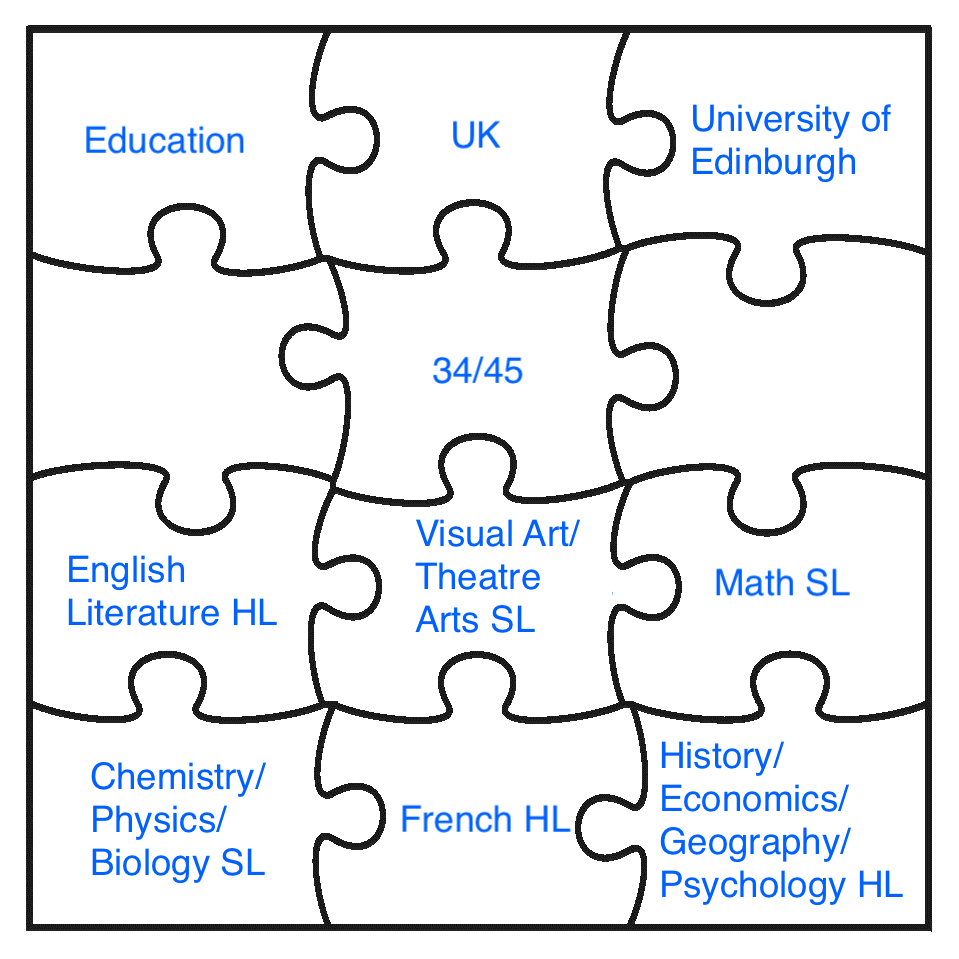 Education
UK
University of
Edinburgh
34/45
English
Literature HL
Visual Art/
Theatre
Arts SL
Math SL
Chemistry/
Physics/
Biology SL
French HL
History/
Economics/
Geography/
Psychology HL